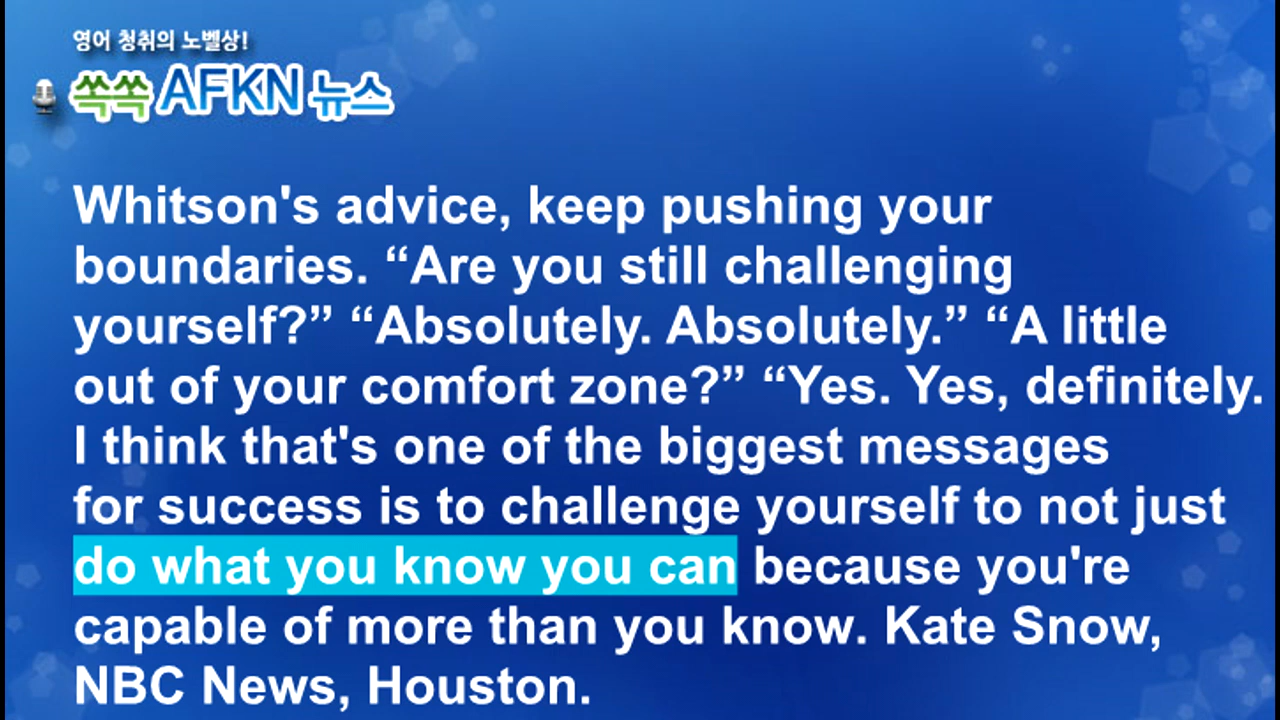 영어 청취의 노벨상!
쏙쏙 AFKN 뉴스
Whitson's advice, keep pushing your
boundaries. “Are you still challenging
yourself?” “Absolutely. Absolutely.” “A little
out of your comfort zone?” “Yes. Yes, definitely.
I think that's one of the biggest messages
for success is to challenge yourself to not just
do what you know you can because you're
capable of more than you know. Kate Snow,
NBC News, Houston.